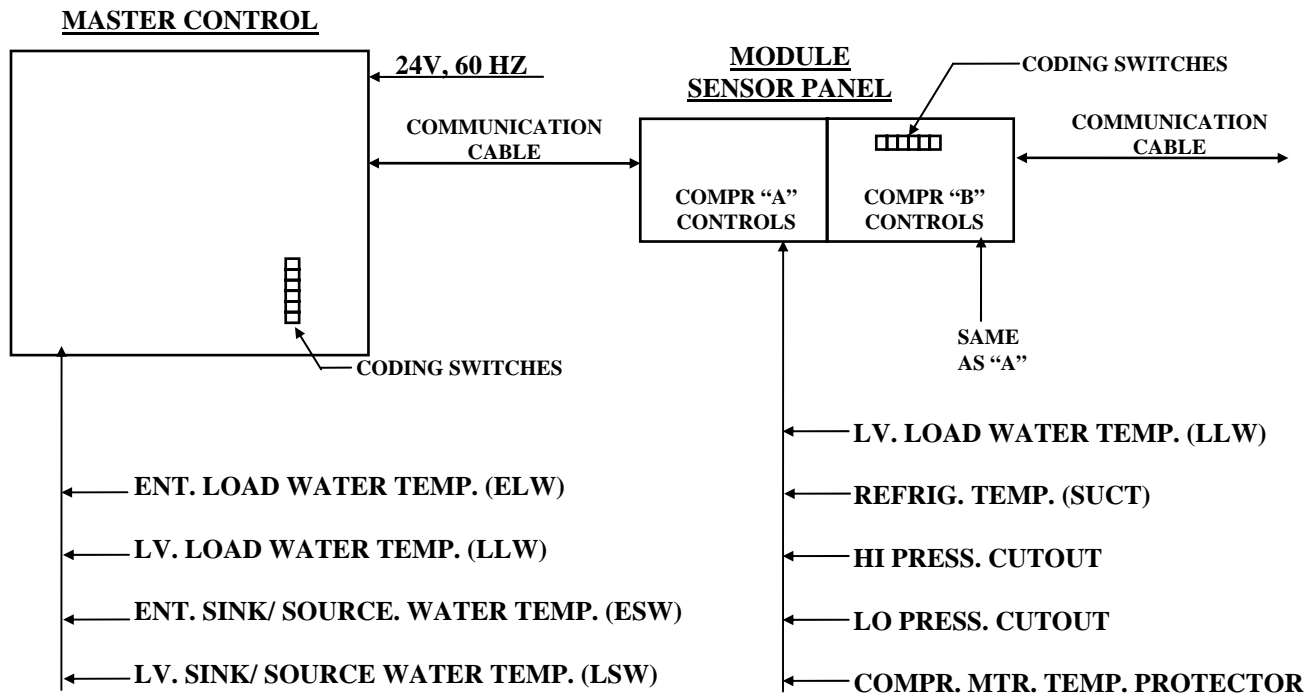 MASTER CONTROL
24V, 60 HZ
MODULE
SENSOR PANEL
CODING SWITCHES
COMMUNICATION
CABLE
COMMUNICATION
CABLE
COMPR “A”
CONTROLS
COMPR “B”
CONTROLS
SAME
AS “A”
CODING SWITCHES
ENT. LOAD WATER TEMP. (ELW)
LV. LOAD WATER TEMP. (LLW)
ENT. SINK/ SOURCE. WATER TEMP. (ESW)
LV. SINK/ SOURCE WATER TEMP. (LSW)
LV. LOAD WATER TEMP. (LLW)
REFRIG. TEMP. (SUCT)
HI PRESS. CUTOUT
LO PRESS. CUTOUT
COMPR. MTR. TEMP. PROTECTOR